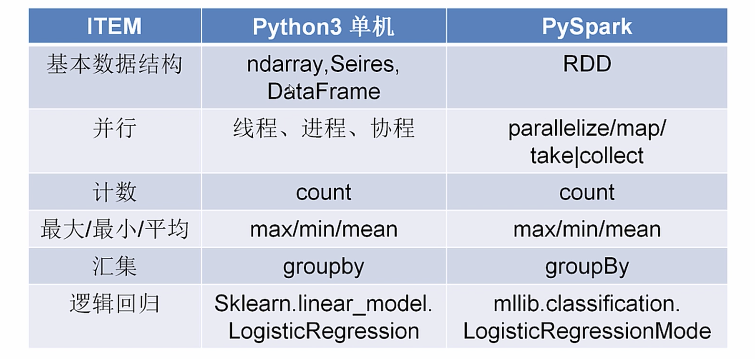 ITEM Python3 单机 PySpark
基本数据结构 ndarray,Seires, RDD
DataFrame
并行 线程、进程、协程 parallelize/map/
take|collect
计数 count count
最大/最小/平均 max/min/mean max/min/mean
汇集 groupby groupBy
逻辑回归 Sklearn.linear_model. mllib.classification.
LogisticRegression LogisticRegressionMode